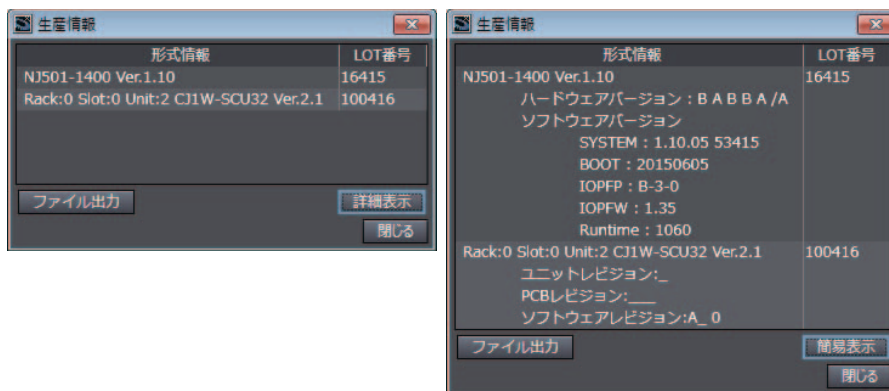 生産情報
形式情報 LOT番号
NJ501-1400 Ver.1.10 16415
Rack:0 Slot:0 Unit:2 CJ1W-SCU32 Ver.2.1 100416
ファイル出力 詳細表示
閉じる
生産情報
形式情報 LOT番号
NJ501-1400 Ver.1.10 16415
ハードウェアバージョン : B A B B A /A
ソフトウェアバージョン
SYSTEM : 1.10.05 53415
BOOT : 20150605
IOPFP : B-3-0
IOPFW : 1.35
Runtime : 1060
Rack:0 Slot:0 Unit:2 CJ1W-SCU32 Ver.2.1 100416
ユニットレビジョン:_
PCBレビジョン:___
ソフトウェアレビジョン:A_ 0
ファイル出力 簡易表示
閉じる